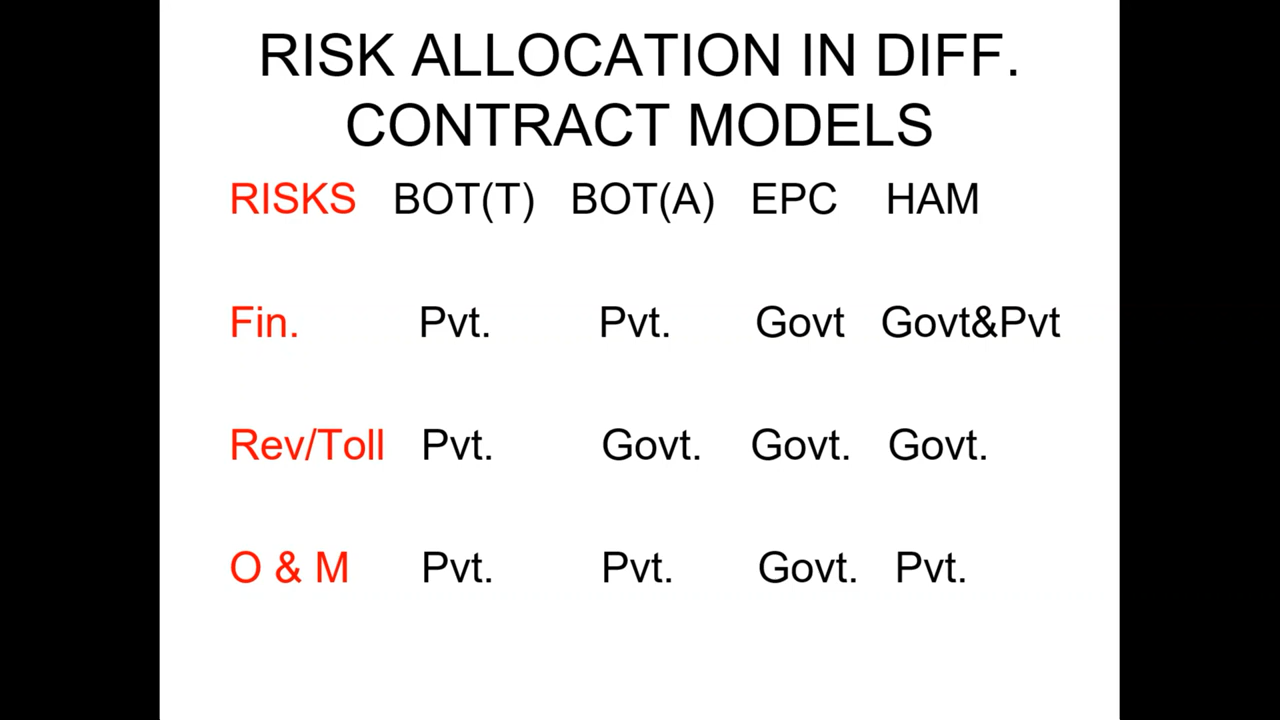 RISK ALLOCATION IN DIFF.
CONTRACT MODELS
RISKS BOT(T) BOT(A) EPC HAM
Fin. Pvt. Pvt. Govt Govt&Pvt
Rev/Toll Pvt. Govt. Govt. Govt.
O & M Pvt. Pvt. Govt. Pvt.